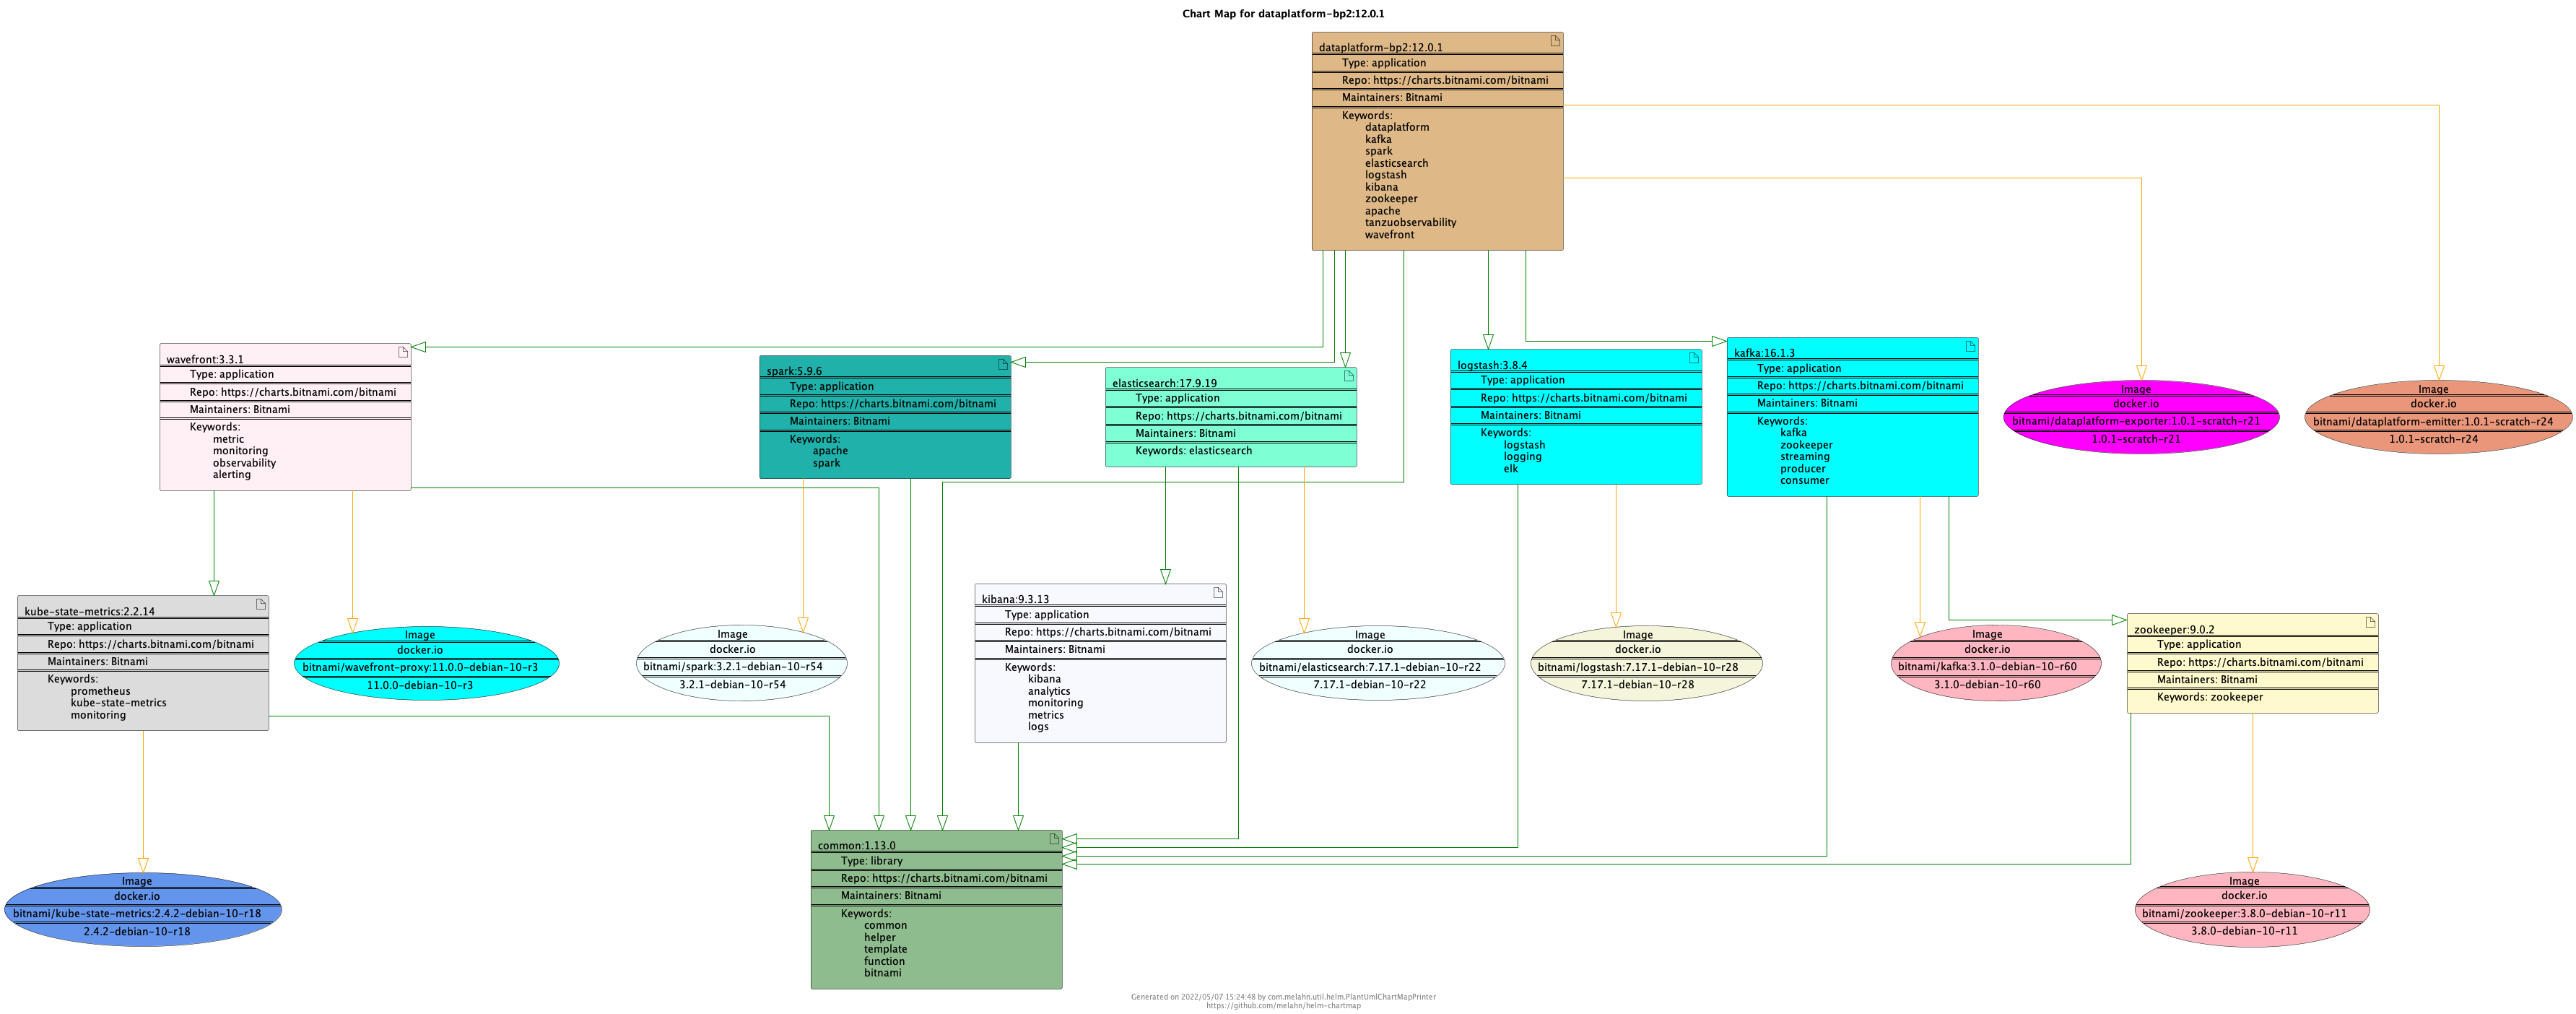 Chart Map for dataplatform-bp2:12.0.1
dataplatform-bp2:12.0.1
Type: application
Repo: https://charts.bitnami.com/bitnami
Maintainers: Bitnami
Keywords:
dataplatform
kafka
spark
elasticsearch
logstash
kibana
zookeeper
apache
tanzuobservability
wavefront
wavefront:3.3.1
Type: application
Repo: https://charts.bitnami.com/bitnami
Maintainers: Bitnami
Keywords:
metric
monitoring
observability
alerting
spark:5.9.6
Type: application
Repo: https://charts.bitnami.com/bitnami
Maintainers: Bitnami
Keywords:
apache
spark
elasticsearch:17.9.19
Type: application
Repo: https://charts.bitnami.com/bitnami
Maintainers: Bitnami
Keywords: elasticsearch
logstash:3.8.4
Type: application
Repo: https://charts.bitnami.com/bitnami
Maintainers: Bitnami
Keywords:
logstash
logging
elk
kafka:16.1.3
Type: application
Repo: https://charts.bitnami.com/bitnami
Maintainers: Bitnami
Keywords:
kafka
zookeeper
streaming
producer
consumer
Image
docker.io
bitnami/dataplatform-exporter:1.0.1-scratch-r21
1.0.1-scratch-r21
Image
docker.io
bitnami/dataplatform-emitter:1.0.1-scratch-r24
1.0.1-scratch-r24
kube-state-metrics:2.2.14
Type: application
Repo: https://charts.bitnami.com/bitnami
Maintainers: Bitnami
Keywords:
prometheus
kube-state-metrics
monitoring
Image
docker.io
bitnami/wavefront-proxy:11.0.0-debian-10-r3
11.0.0-debian-10-r3
Image
docker.io
bitnami/spark:3.2.1-debian-10-r54
3.2.1-debian-10-r54
kibana:9.3.13
Type: application
Repo: https://charts.bitnami.com/bitnami
Maintainers: Bitnami
Keywords:
kibana
analytics
monitoring
metrics
logs
Image
docker.io
bitnami/elasticsearch:7.17.1-debian-10-r22
7.17.1-debian-10-r22
Image
docker.io
bitnami/logstash:7.17.1-debian-10-r28
7.17.1-debian-10-r28
Image
docker.io
bitnami/kafka:3.1.0-debian-10-r60
3.1.0-debian-10-r60
zookeeper:9.0.2
Type: application
Repo: https://charts.bitnami.com/bitnami
Maintainers: Bitnami
Keywords: zookeeper
Image
docker.io
bitnami/kube-state-metrics:2.4.2-debian-10-r18
2.4.2-debian-10-r18
common:1.13.0
Type: library
Repo: https://charts.bitnami.com/bitnami
Maintainers: Bitnami
Keywords:
common
helper
template
function
bitnami
Image
docker.io
bitnami/zookeeper:3.8.0-debian-10-r11
3.8.0-debian-10-r11
Generated on 2022/05/07 15:24:48 by com.melahn.util.helm.PlantUmlChartMapPrinter
https://github.com/melahn/helm-chartmap